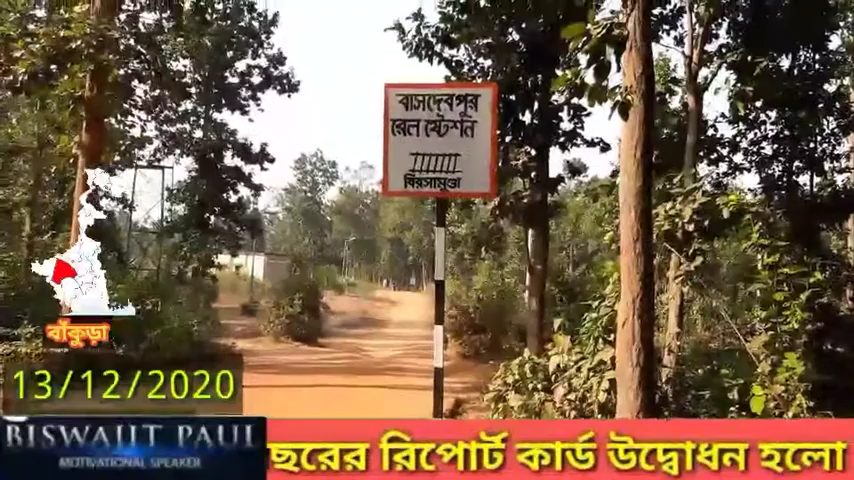 বাসদেবপুর
রেল ষ্টেশন
বিরসামুন্ডা
বাঁকুড়া
13/12/2020
BISWAJIT PAUL
MOTIVATIONAL SPEAKER
ছরের রিপোর্ট কার্ড উদ্বোধন হলো